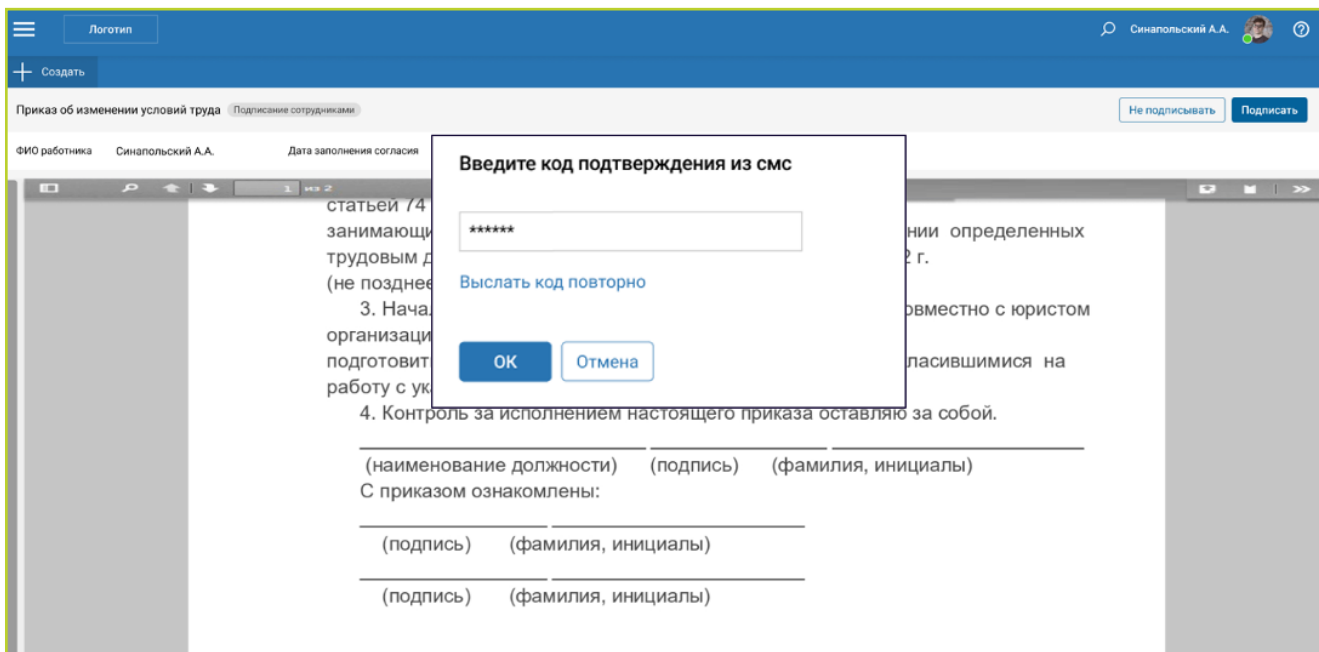 Логотип
Синапольский А.А.
Создать
Приказ об изменении условий труда Подписание сотрудниками
Не подписывать Подписать
ФИО работника Синапольский А.А. Дата заполнения согласия
1 из 2
Введите код подтверждения из смс
******
Выслать код повторно
ОК Отмена
статьей 74
занимающи нии определенных
трудовым д 2 г.
(не позднее
3. Нача овместно с юристом
организаци
подготовит ласившимися на
работу с ук
4. Контроль за исполнением настоящего приказа оставляю за собой.
(наименование должности) (подпись) (фамилия, инициалы)
С приказом ознакомлены:
(подпись) (фамилия, инициалы)
(подпись) (фамилия, инициалы)